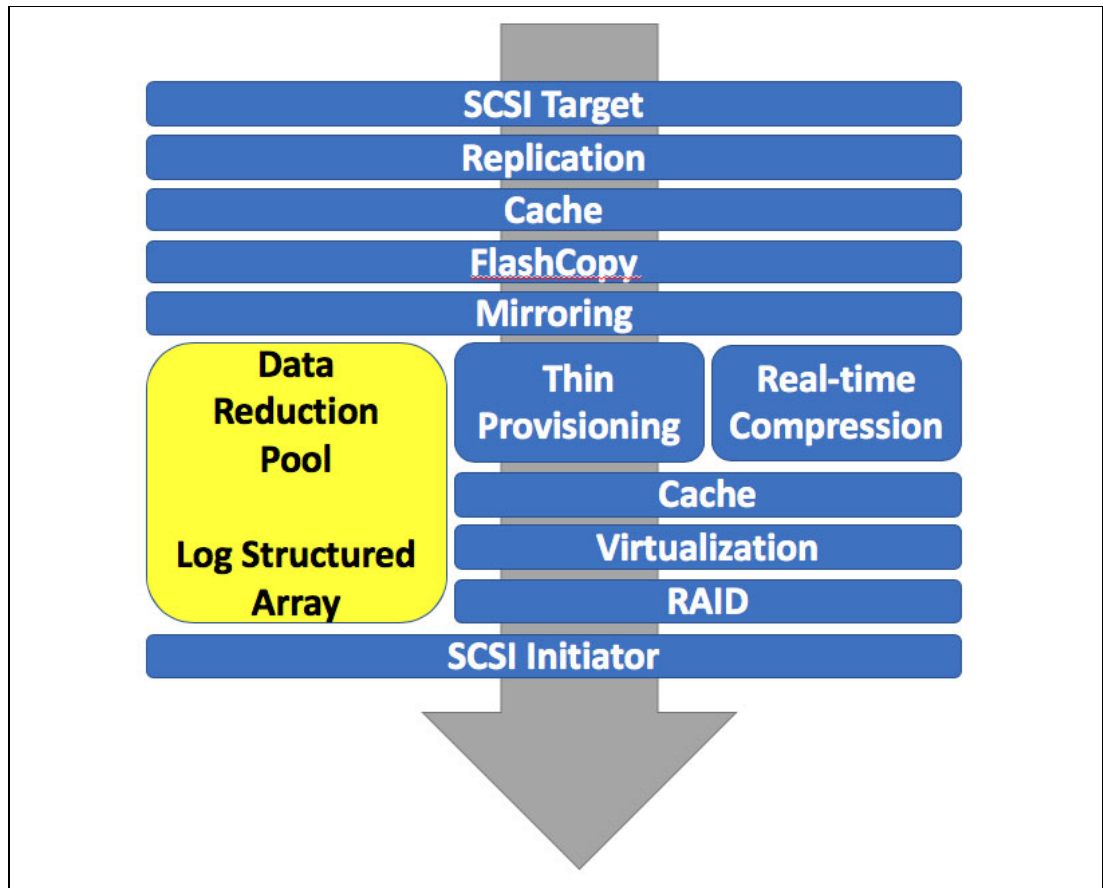 SCSI Target
Replication
Cache
FlashCopy
Mirroring
Data
Reduction
Pool
Log Structured
Array
Thin
Provisioning
Real-time
Compression
Cache
Virtualization
RAID
SCSI Initiator